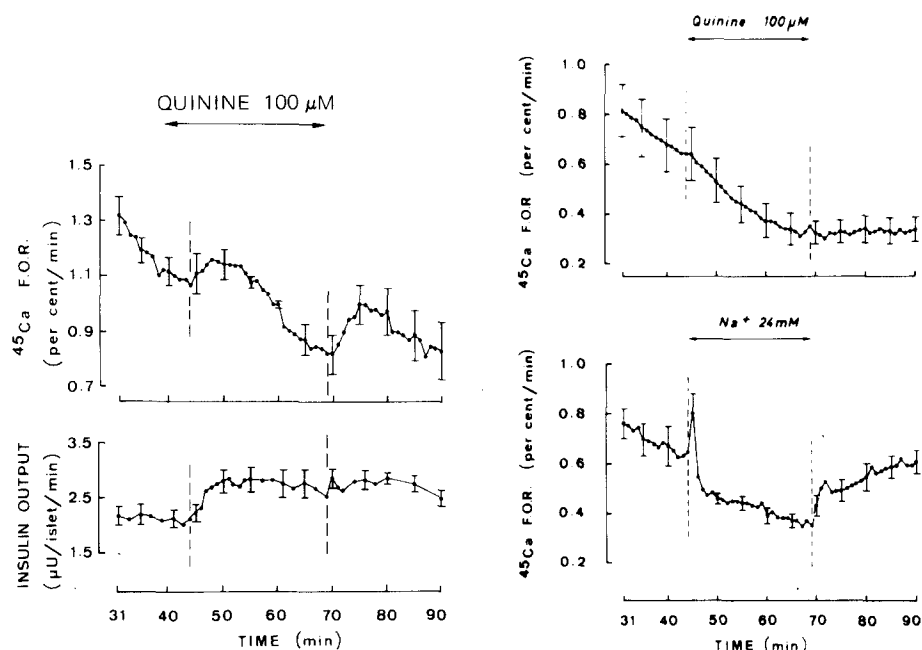 QUININE 100 µM
1.5
1.3
1.1
0.9
0.7
45Ca F.O.R.
(per cent/min)
3.5
2.5
1.5
INSULIN OUTPUT
(µU/islet/min)
31 40 50 60 70 80 90
TIME (min)
Quinine 100µM
1.0
0.8
0.6
0.4
0.2
45Ca F.O.R (per cent/min)
Na+ 24mM
1.0
0.8
0.6
0.4
0.2
45Ca F.O.R. (per cent/min)
31 40 50 60 70 80 90
TIME (min)